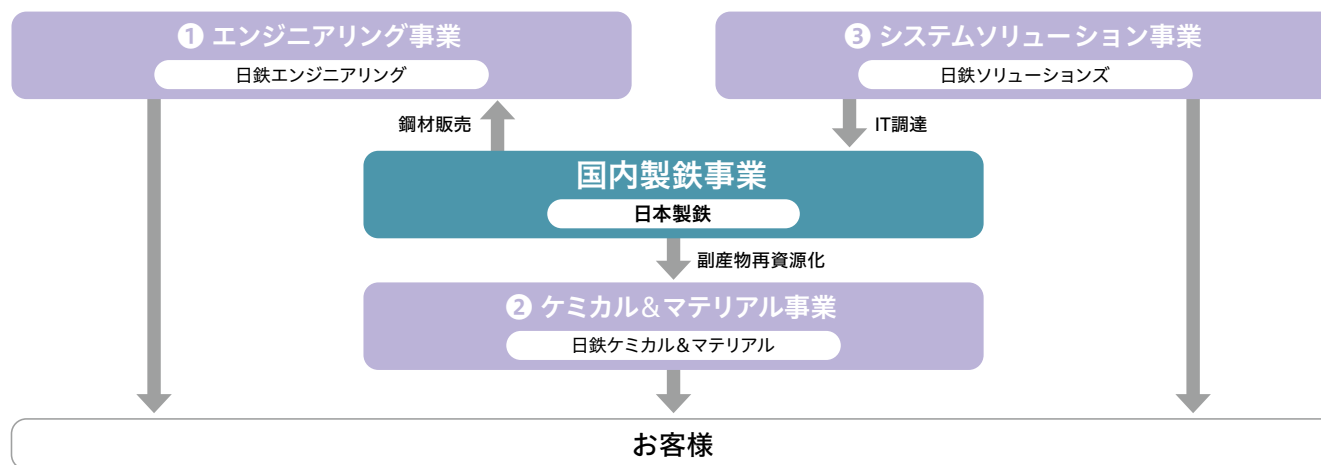 ❶ エンジニアリング事業
日鉄エンジニアリング
❸ システムソリューション事業
日鉄ソリューションズ
鋼材販売
IT調達
国内製鉄事業
日本製鉄
副産物再資源化
❷ ケミカル&マテリアル事業
日鉄ケミカル&マテリアル
お客様